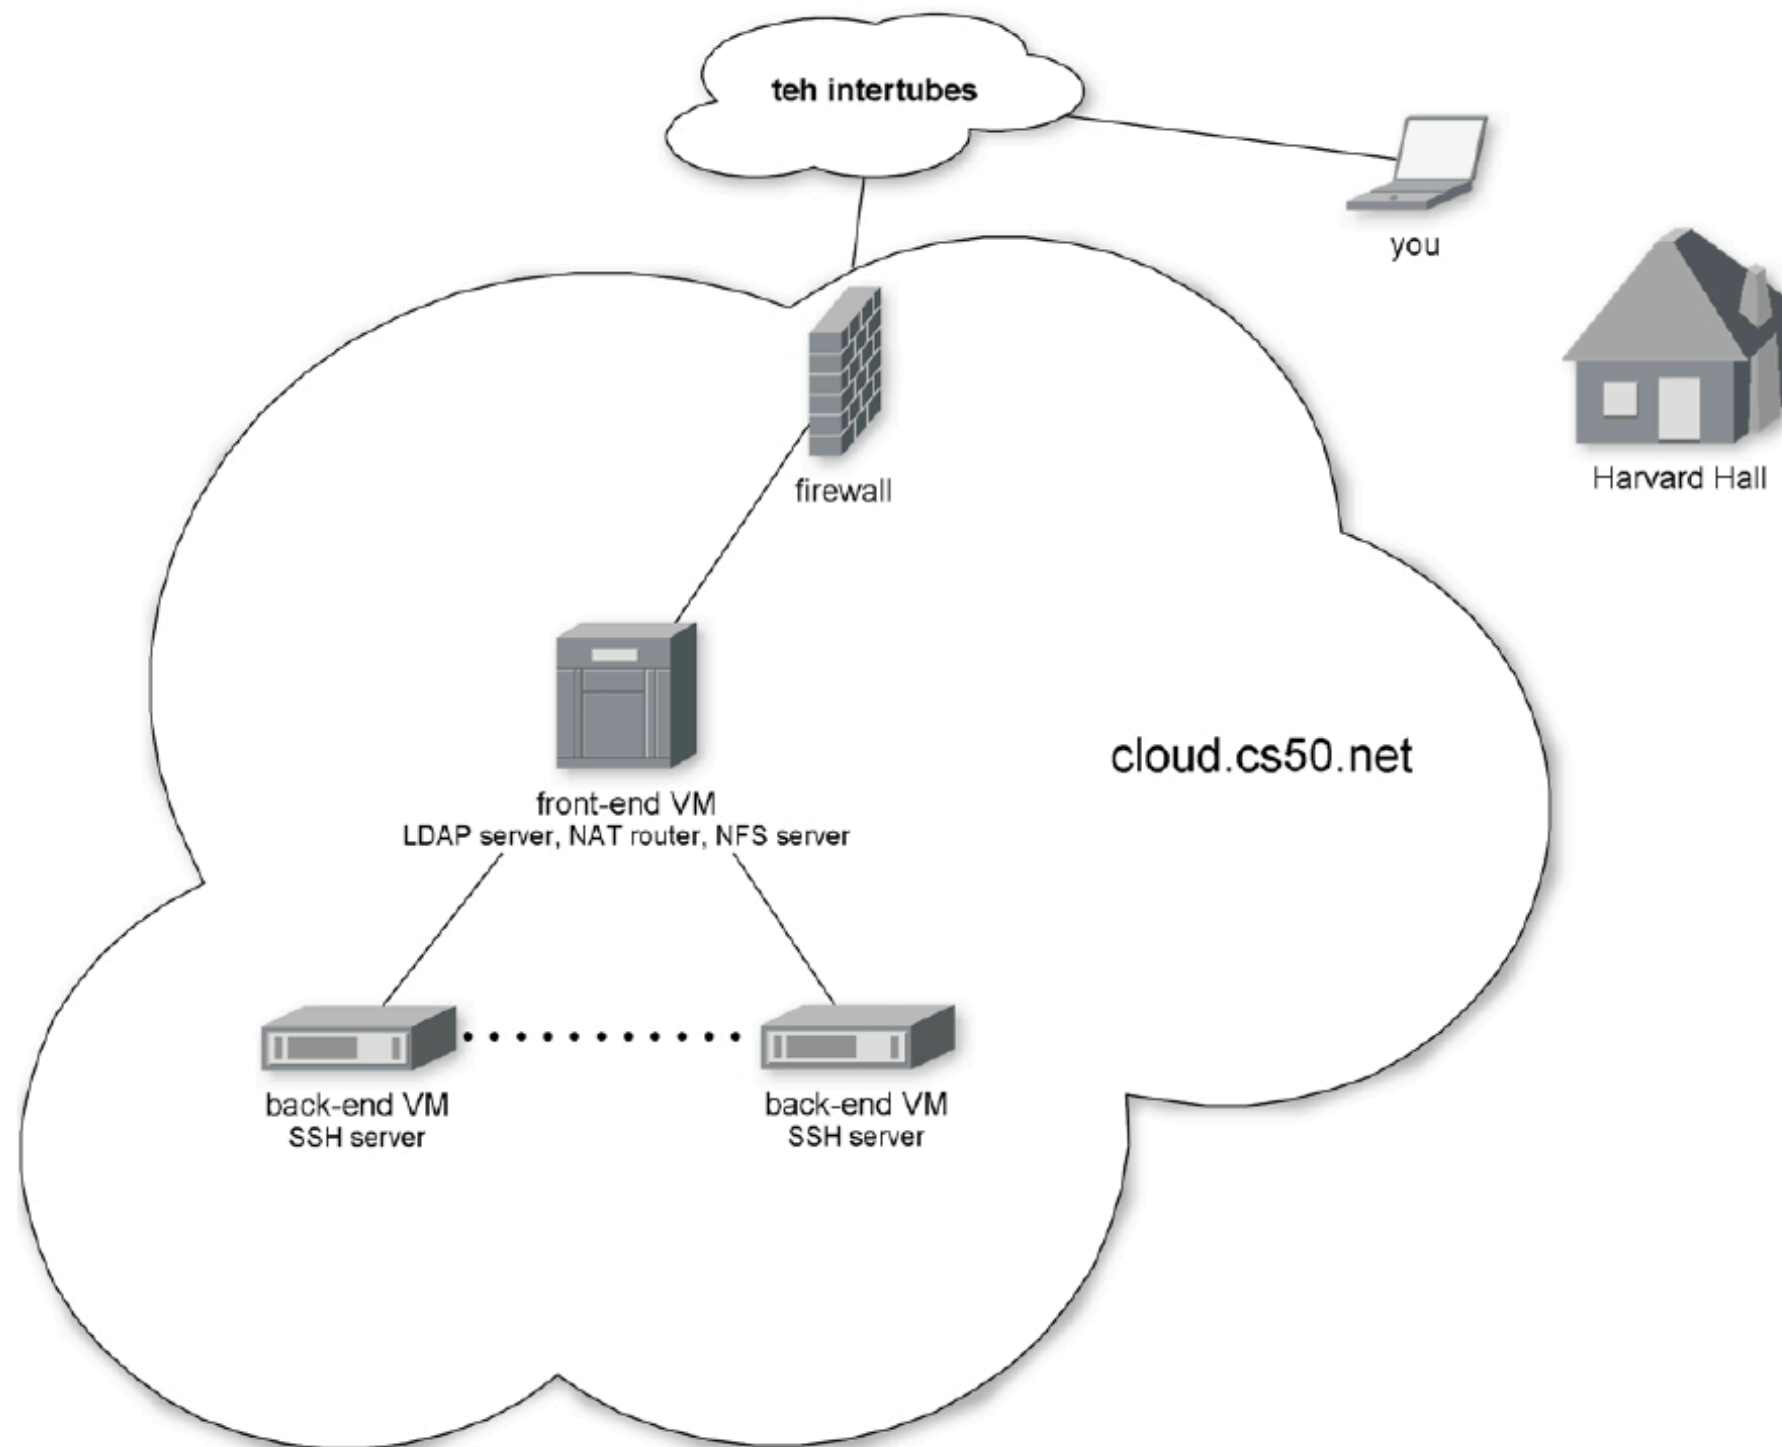 teh intertubes
you
Harvard Hall
firewall
cloud.cs50.net
front-end VM
LDAP server, NAT router, NFS server
back-end VM
SSH server
back-end VM
SSH server